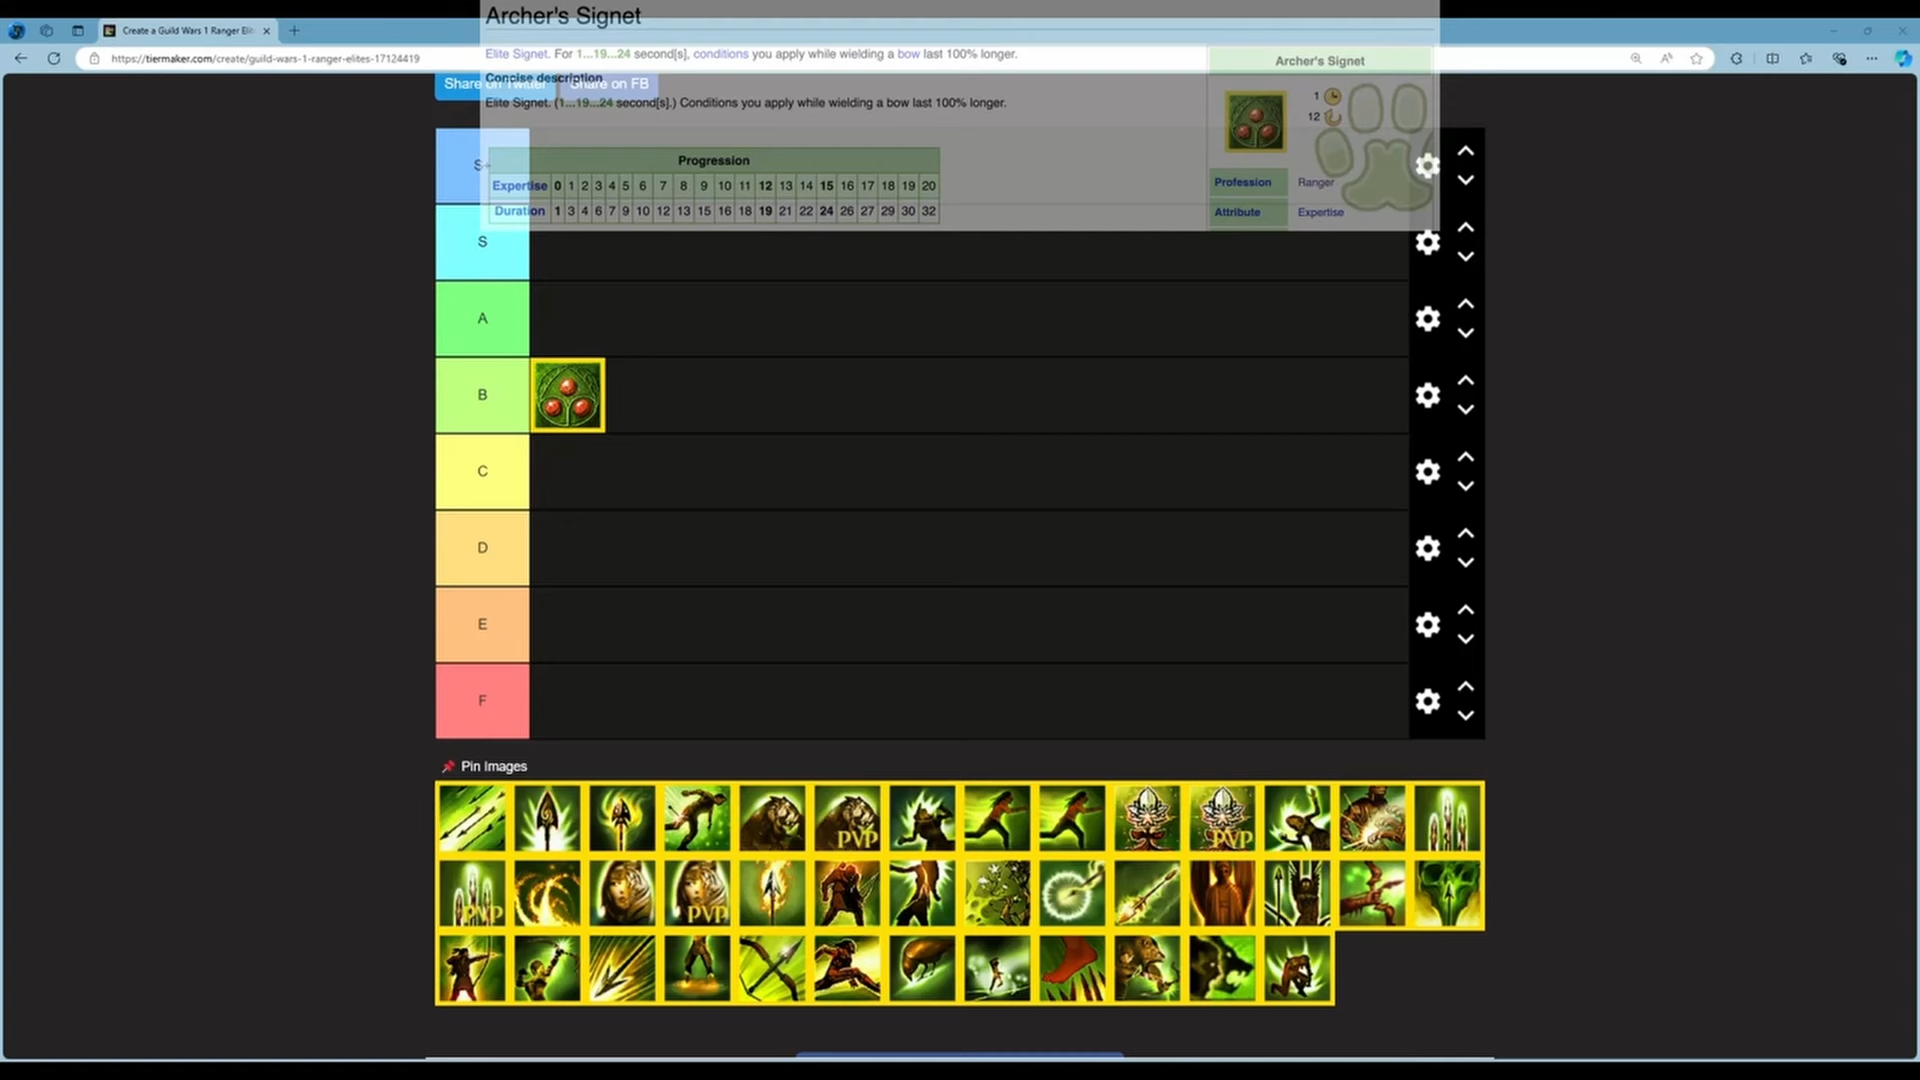 Archer's Signet
Create a Guild Wars 1 Ranger Eli
https://tiermaker.com/create/guild-wars-1-ranger-elites-17124419
Elite Signet. For 1...19...24 second[s], conditions you apply while wielding a bow last 100% longer.
Archer's Signet
Concise description
Share on Twitter
Share on FB
Elite Signet. (1...19...24 second[s].) Conditions you apply while wielding a bow last 100% longer.
1
12
Progression
Expertise 0 1 2 3 4 5 6 7 8 9 10 11 12 13 14 15 16 17 18 19 20
Duration 1 3 4 6 7 9 10 12 13 15 16 18 19 21 22 24 26 27 28 29 30 32
Profession Ranger
Attribute Expertise
S+
S
A
B
C
D
E
F
Pin Images
PVP
PVP
PVP
PVP